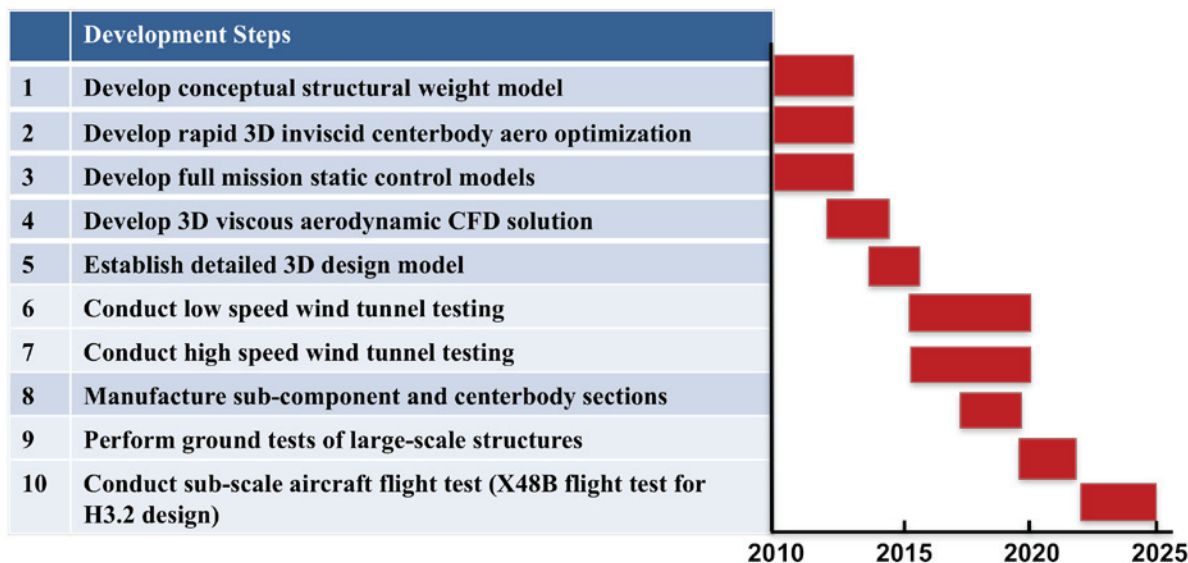 Development Steps
1 Develop conceptual structural weight model
2 Develop rapid 3D inviscid centerbody aero optimization
3 Develop full mission static control models
4 Develop 3D viscous aerodynamic CFD solution
5 Establish detailed 3D design model
6 Conduct low speed wind tunnel testing
7 Conduct high speed wind tunnel testing
8 Manufacture sub-component and centerbody sections
9 Perform ground tests of large-scale structures
10 Conduct sub-scale aircraft flight test (X48B flight test for
H3.2 design)
2010 2015 2020 2025